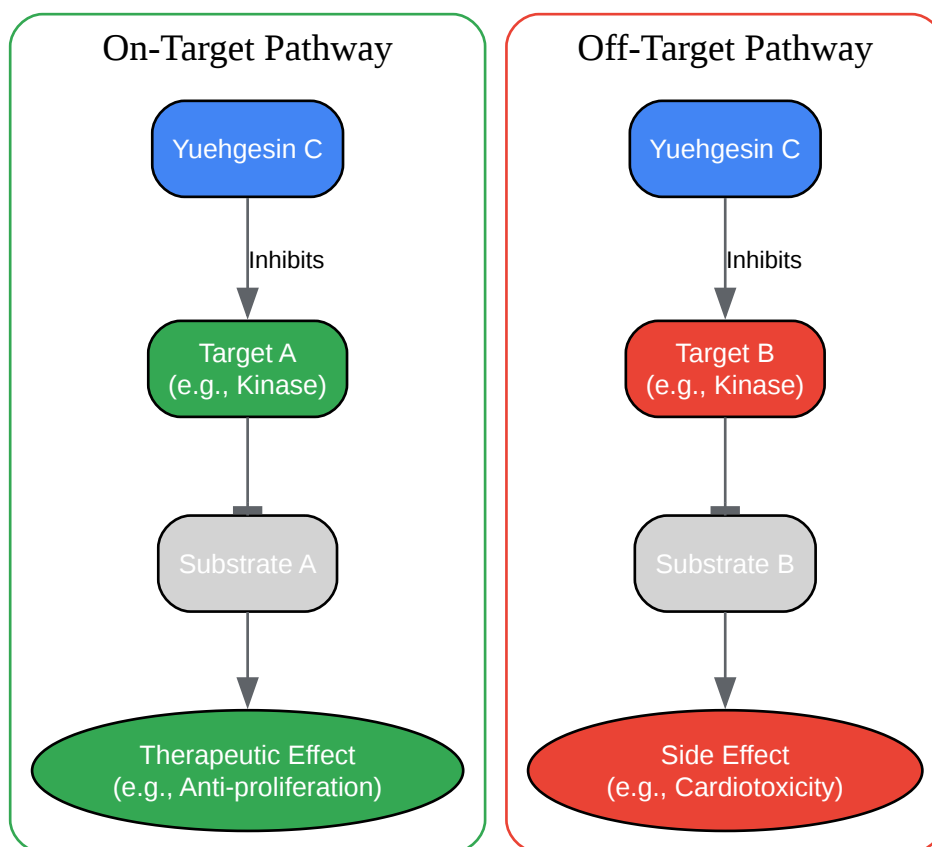 On-Target Pathway
Yuehgesin C
Inhibits
Target A
(e.g., Kinase)
Substrate A
Therapeutic Effect
(e.g., Anti-proliferation)
Off-Target Pathway
Yuehgesin C
Inhibits
Target B
(e.g., Kinase)
Substrate B
Side Effect
(e.g., Cardiotoxicity)